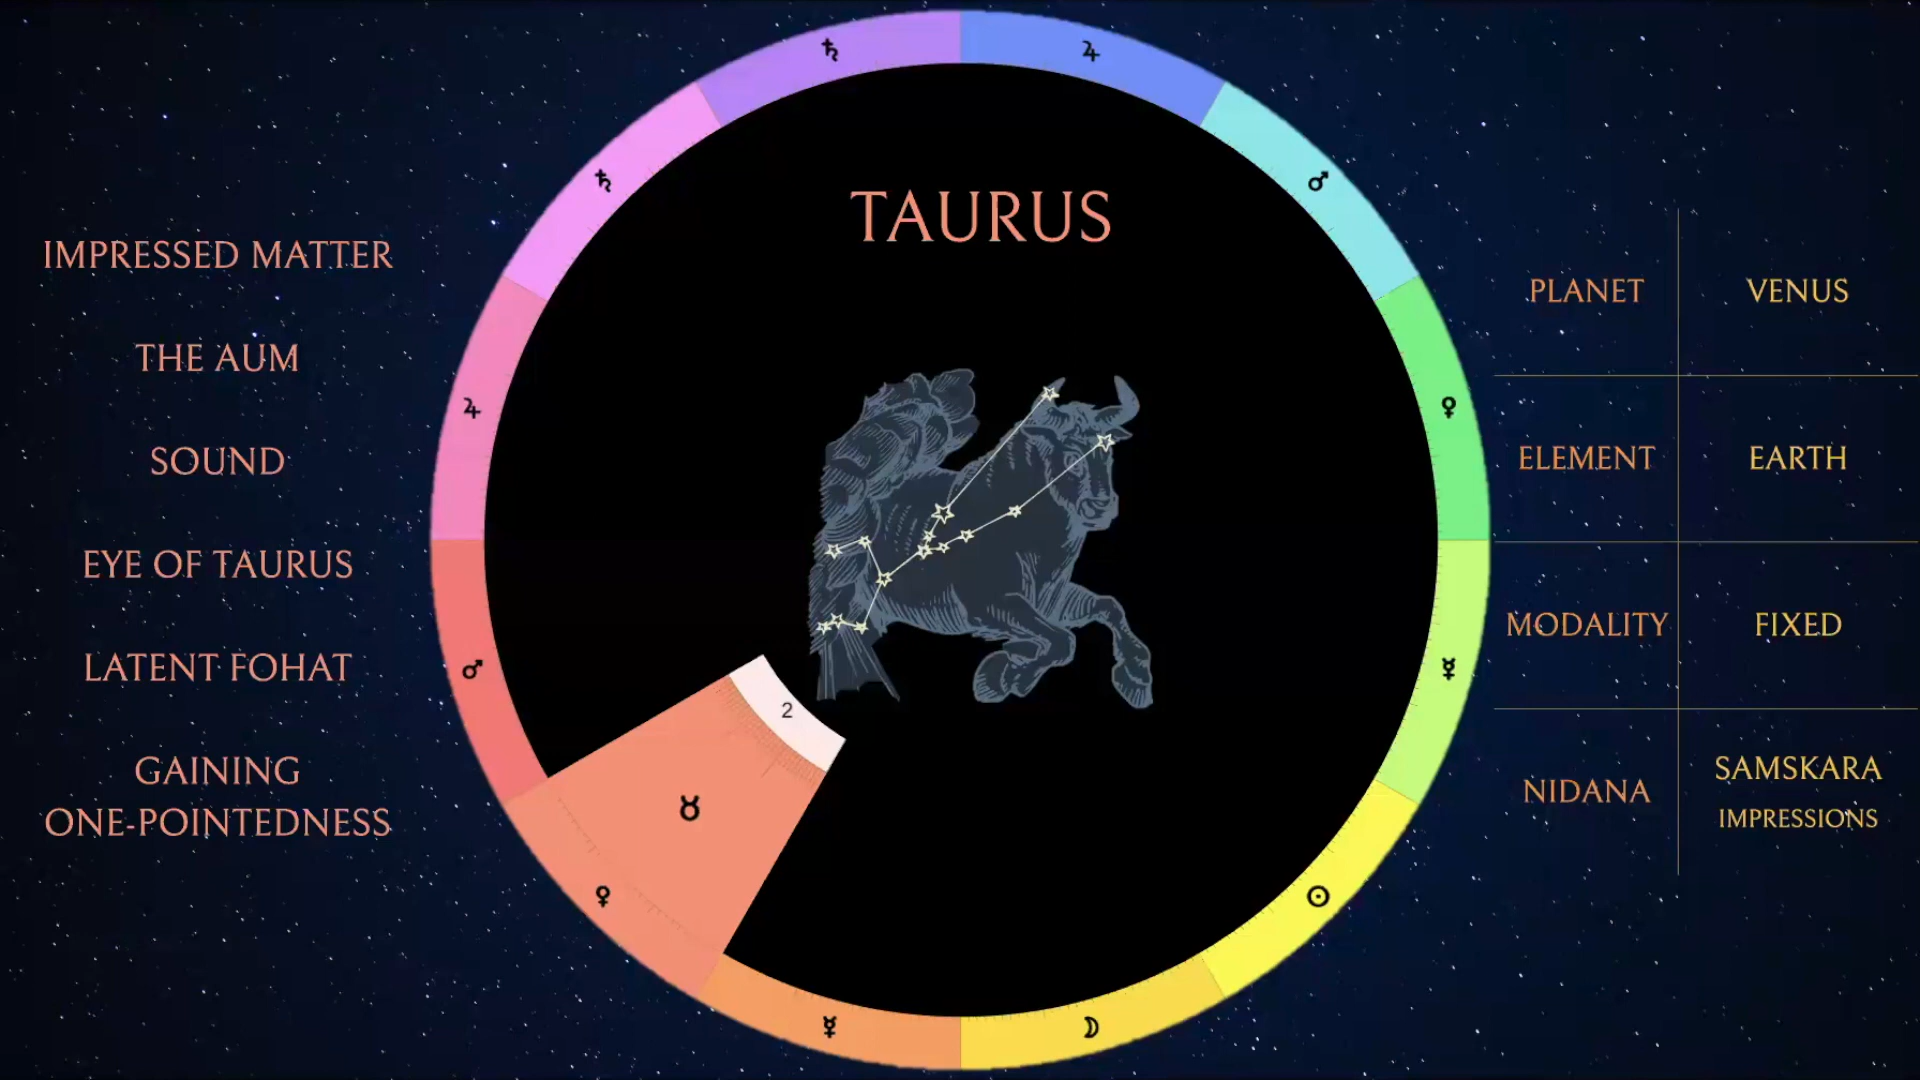 TAURUS
IMPRESSED MATTER
THE AUM
SOUND
EYE OF TAURUS
LATENT FOHAT
GAINING
ONE-POINTEDNESS
PLANET VENUS
ELEMENT EARTH
MODALITY FIXED
NIDANA SAMSKARA
IMPRESSIONS
♄ ♃
♄ ♂
♃ ♀
♂ ☿
2
♉
♀ ☉
☿ ☽